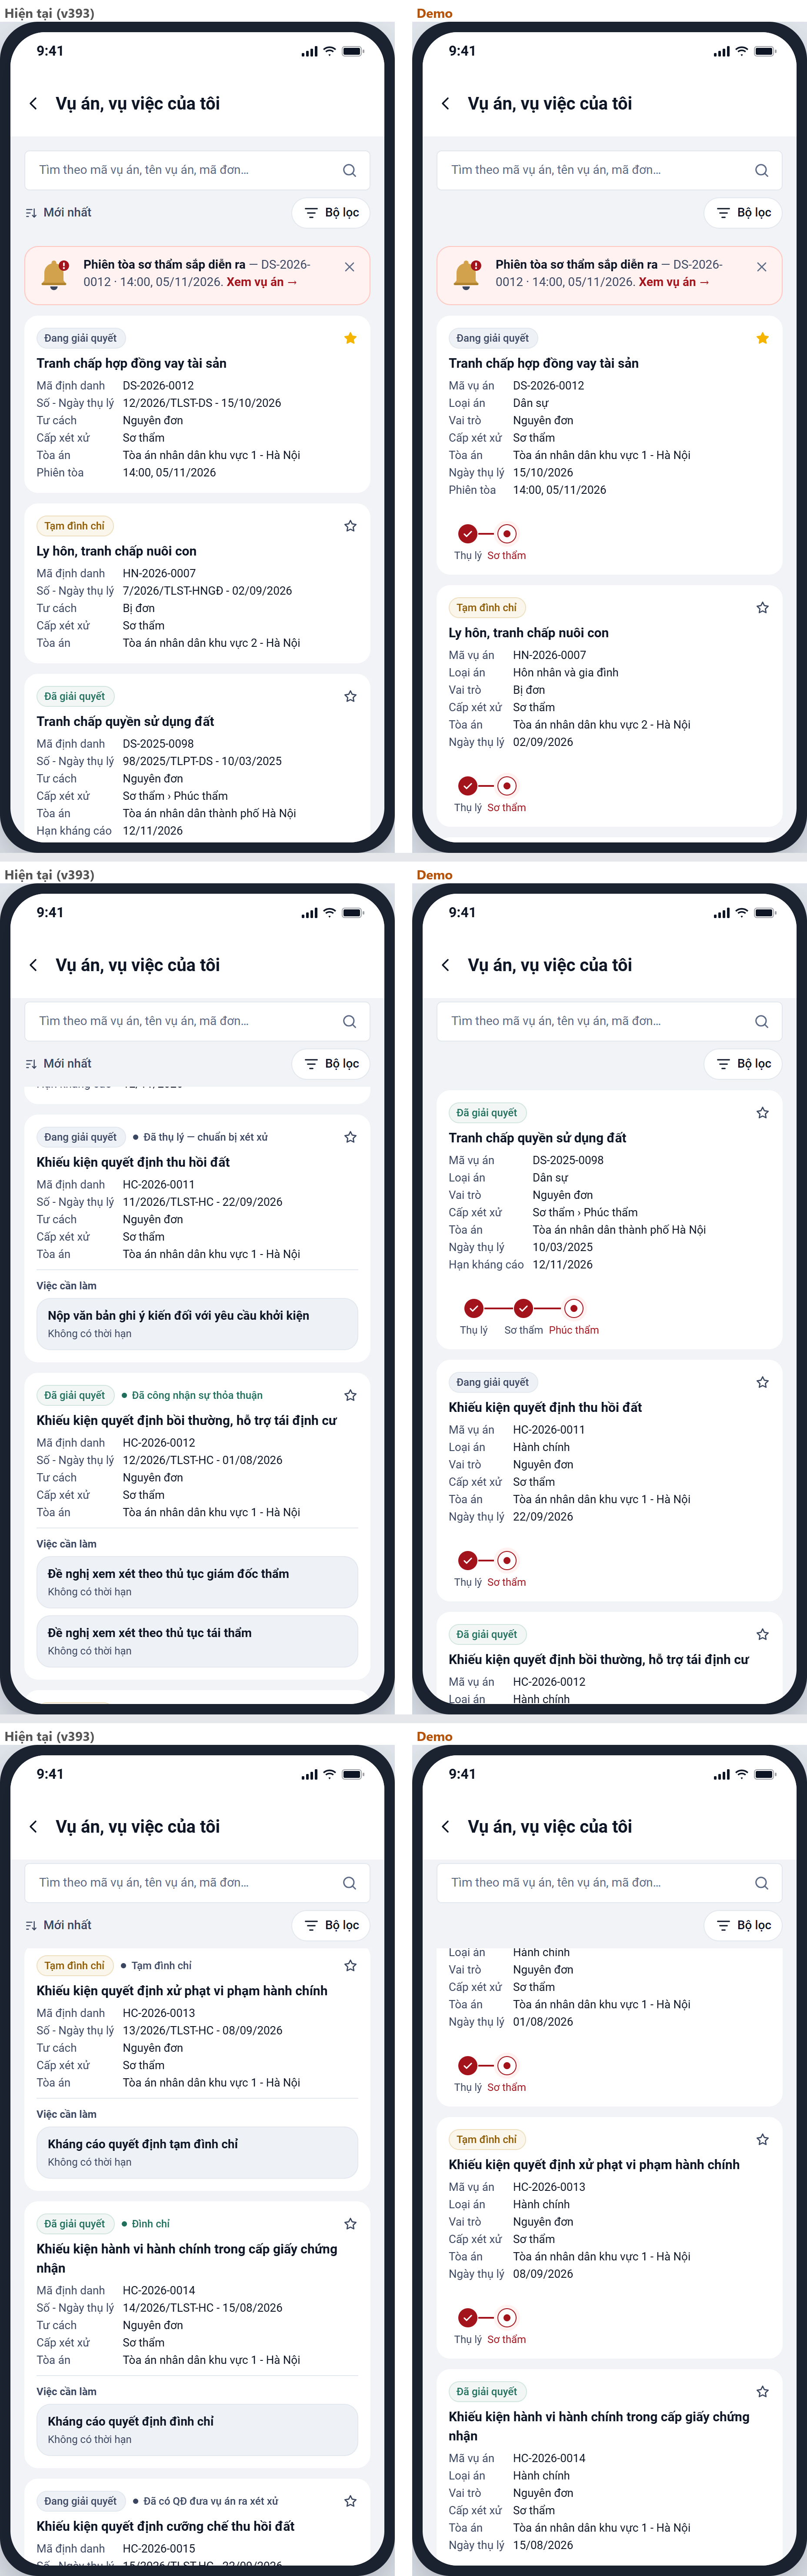 Hiện tại (v393)
9:41
Vụ án, vụ việc của tôi
Tìm theo mã vụ án, tên vụ án, mã đơn...
Mới nhất
Bộ lọc
Phiên tòa sơ thẩm sắp diễn ra — DS-2026-
0012 · 14:00, 05/11/2026. Xem vụ án →
Đang giải quyết
Tranh chấp hợp đồng vay tài sản
Mã định danh DS-2026-0012
Số - Ngày thụ lý 12/2026/TLST-DS - 15/10/2026
Tư cách Nguyên đơn
Cấp xét xử Sơ thẩm
Tòa án Tòa án nhân dân khu vực 1 - Hà Nội
Phiên tòa 14:00, 05/11/2026
Tạm đình chỉ
Ly hôn, tranh chấp nuôi con
Mã định danh HN-2026-0007
Số - Ngày thụ lý 7/2026/TLST-HNGĐ - 02/09/2026
Tư cách Bị đơn
Cấp xét xử Sơ thẩm
Tòa án Tòa án nhân dân khu vực 2 - Hà Nội
Đã giải quyết
Tranh chấp quyền sử dụng đất
Mã định danh DS-2025-0098
Số - Ngày thụ lý 98/2025/TLPT-DS - 10/03/2025
Tư cách Nguyên đơn
Cấp xét xử Sơ thẩm › Phúc thẩm
Tòa án Tòa án nhân dân thành phố Hà Nội
Hạn kháng cáo 12/11/2026
Demo
9:41
Vụ án, vụ việc của tôi
Tìm theo mã vụ án, tên vụ án, mã đơn...
Bộ lọc
Phiên tòa sơ thẩm sắp diễn ra — DS-2026-
0012 · 14:00, 05/11/2026. Xem vụ án →
Đang giải quyết
Tranh chấp hợp đồng vay tài sản
Mã vụ án DS-2026-0012
Loại án Dân sự
Vai trò Nguyên đơn
Cấp xét xử Sơ thẩm
Tòa án Tòa án nhân dân khu vực 1 - Hà Nội
Ngày thụ lý 15/10/2026
Phiên tòa 14:00, 05/11/2026
Thụ lý Sơ thẩm
Tạm đình chỉ
Ly hôn, tranh chấp nuôi con
Mã vụ án HN-2026-0007
Loại án Hôn nhân và gia đình
Vai trò Bị đơn
Cấp xét xử Sơ thẩm
Tòa án Tòa án nhân dân khu vực 2 - Hà Nội
Ngày thụ lý 02/09/2026
Thụ lý Sơ thẩm
Hiện tại (v393)
9:41
Vụ án, vụ việc của tôi
Tìm theo mã vụ án, tên vụ án, mã đơn...
Mới nhất
Bộ lọc
Đang giải quyết • Đã thụ lý — chuẩn bị xét xử
Khiếu kiện quyết định thu hồi đất
Mã định danh HC-2026-0011
Số - Ngày thụ lý 11/2026/TLST-HC - 22/09/2026
Tư cách Nguyên đơn
Cấp xét xử Sơ thẩm
Tòa án Tòa án nhân dân khu vực 1 - Hà Nội
Việc cần làm
Nộp văn bản ghi ý kiến đối với yêu cầu khởi kiện
Không có thời hạn
Đã giải quyết • Đã công nhận sự thỏa thuận
Khiếu kiện quyết định bồi thường, hỗ trợ tái định cư
Mã định danh HC-2026-0012
Số - Ngày thụ lý 12/2026/TLST-HC - 01/08/2026
Tư cách Nguyên đơn
Cấp xét xử Sơ thẩm
Tòa án Tòa án nhân dân khu vực 1 - Hà Nội
Việc cần làm
Đề nghị xem xét theo thủ tục giám đốc thẩm
Không có thời hạn
Đề nghị xem xét theo thủ tục tái thẩm
Không có thời hạn
Demo
9:41
Vụ án, vụ việc của tôi
Tìm theo mã vụ án, tên vụ án, mã đơn...
Bộ lọc
Đã giải quyết
Tranh chấp quyền sử dụng đất
Mã vụ án DS-2025-0098
Loại án Dân sự
Vai trò Nguyên đơn
Cấp xét xử Sơ thẩm › Phúc thẩm
Tòa án Tòa án nhân dân thành phố Hà Nội
Ngày thụ lý 10/03/2025
Hạn kháng cáo 12/11/2026
Thụ lý Sơ thẩm Phúc thẩm
Đang giải quyết
Khiếu kiện quyết định thu hồi đất
Mã vụ án HC-2026-0011
Loại án Hành chính
Vai trò Nguyên đơn
Cấp xét xử Sơ thẩm
Tòa án Tòa án nhân dân khu vực 1 - Hà Nội
Ngày thụ lý 22/09/2026
Thụ lý Sơ thẩm
Đã giải quyết
Khiếu kiện quyết định bồi thường, hỗ trợ tái định cư
Mã vụ án HC-2026-0012
Loại án Hành chính
Hiện tại (v393)
9:41
Vụ án, vụ việc của tôi
Tìm theo mã vụ án, tên vụ án, mã đơn...
Mới nhất
Bộ lọc
Tạm đình chỉ • Tạm đình chỉ
Khiếu kiện quyết định xử phạt vi phạm hành chính
Mã định danh HC-2026-0013
Số - Ngày thụ lý 13/2026/TLST-HC - 08/09/2026
Tư cách Nguyên đơn
Cấp xét xử Sơ thẩm
Tòa án Tòa án nhân dân khu vực 1 - Hà Nội
Việc cần làm
Kháng cáo quyết định tạm đình chỉ
Không có thời hạn
Đã giải quyết • Đình chỉ
Khiếu kiện hành vi hành chính trong cấp giấy chứng
nhận
Mã định danh HC-2026-0014
Số - Ngày thụ lý 14/2026/TLST-HC - 15/08/2026
Tư cách Nguyên đơn
Cấp xét xử Sơ thẩm
Tòa án Tòa án nhân dân khu vực 1 - Hà Nội
Việc cần làm
Kháng cáo quyết định đình chỉ
Không có thời hạn
Đang giải quyết • Đã có QĐ đưa vụ án ra xét xử
Khiếu kiện quyết định cưỡng chế thu hồi đất
Mã định danh HC-2026-0015
Demo
9:41
Vụ án, vụ việc của tôi
Tìm theo mã vụ án, tên vụ án, mã đơn...
Bộ lọc
Loại án Hành chính
Vai trò Nguyên đơn
Cấp xét xử Sơ thẩm
Tòa án Tòa án nhân dân khu vực 1 - Hà Nội
Ngày thụ lý 01/08/2026
Thụ lý Sơ thẩm
Tạm đình chỉ
Khiếu kiện quyết định xử phạt vi phạm hành chính
Mã vụ án HC-2026-0013
Loại án Hành chính
Vai trò Nguyên đơn
Cấp xét xử Sơ thẩm
Tòa án Tòa án nhân dân khu vực 1 - Hà Nội
Ngày thụ lý 08/09/2026
Thụ lý Sơ thẩm
Đã giải quyết
Khiếu kiện hành vi hành chính trong cấp giấy chứng
nhận
Mã vụ án HC-2026-0014
Loại án Hành chính
Vai trò Nguyên đơn
Cấp xét xử Sơ thẩm
Tòa án Tòa án nhân dân khu vực 1 - Hà Nội
Ngày thụ lý 15/08/2026